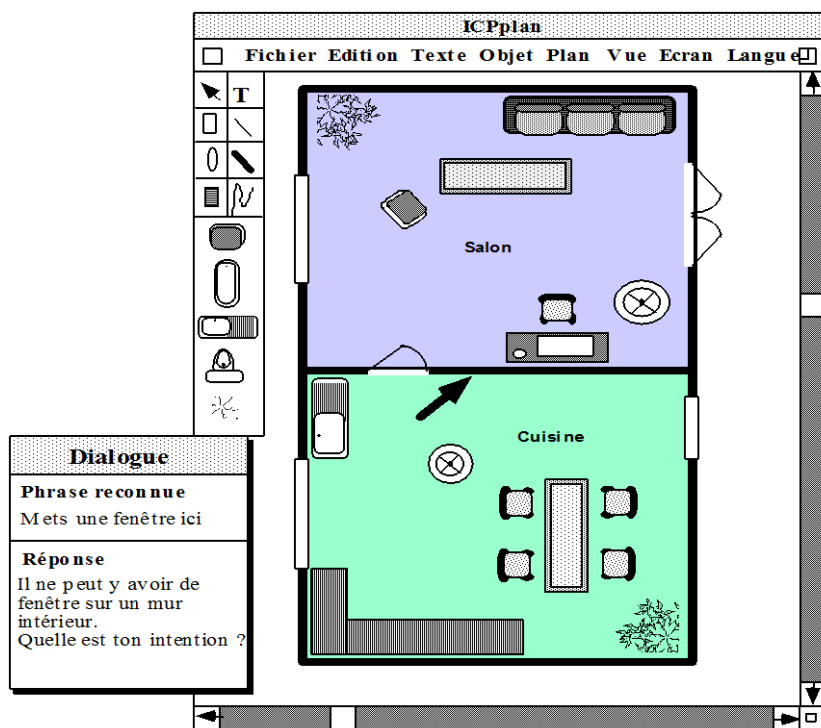 ICPplan
Fichier Edition Texte Objet Plan Vue Ecran Langue
T
Salon
Cuisine
Dialogue
Phrase reconnue
Mets une fenêtre ici
Réponse
Il ne peut y avoir de
fenêtre sur un mur
intérieur.
Quelle est ton intention ?